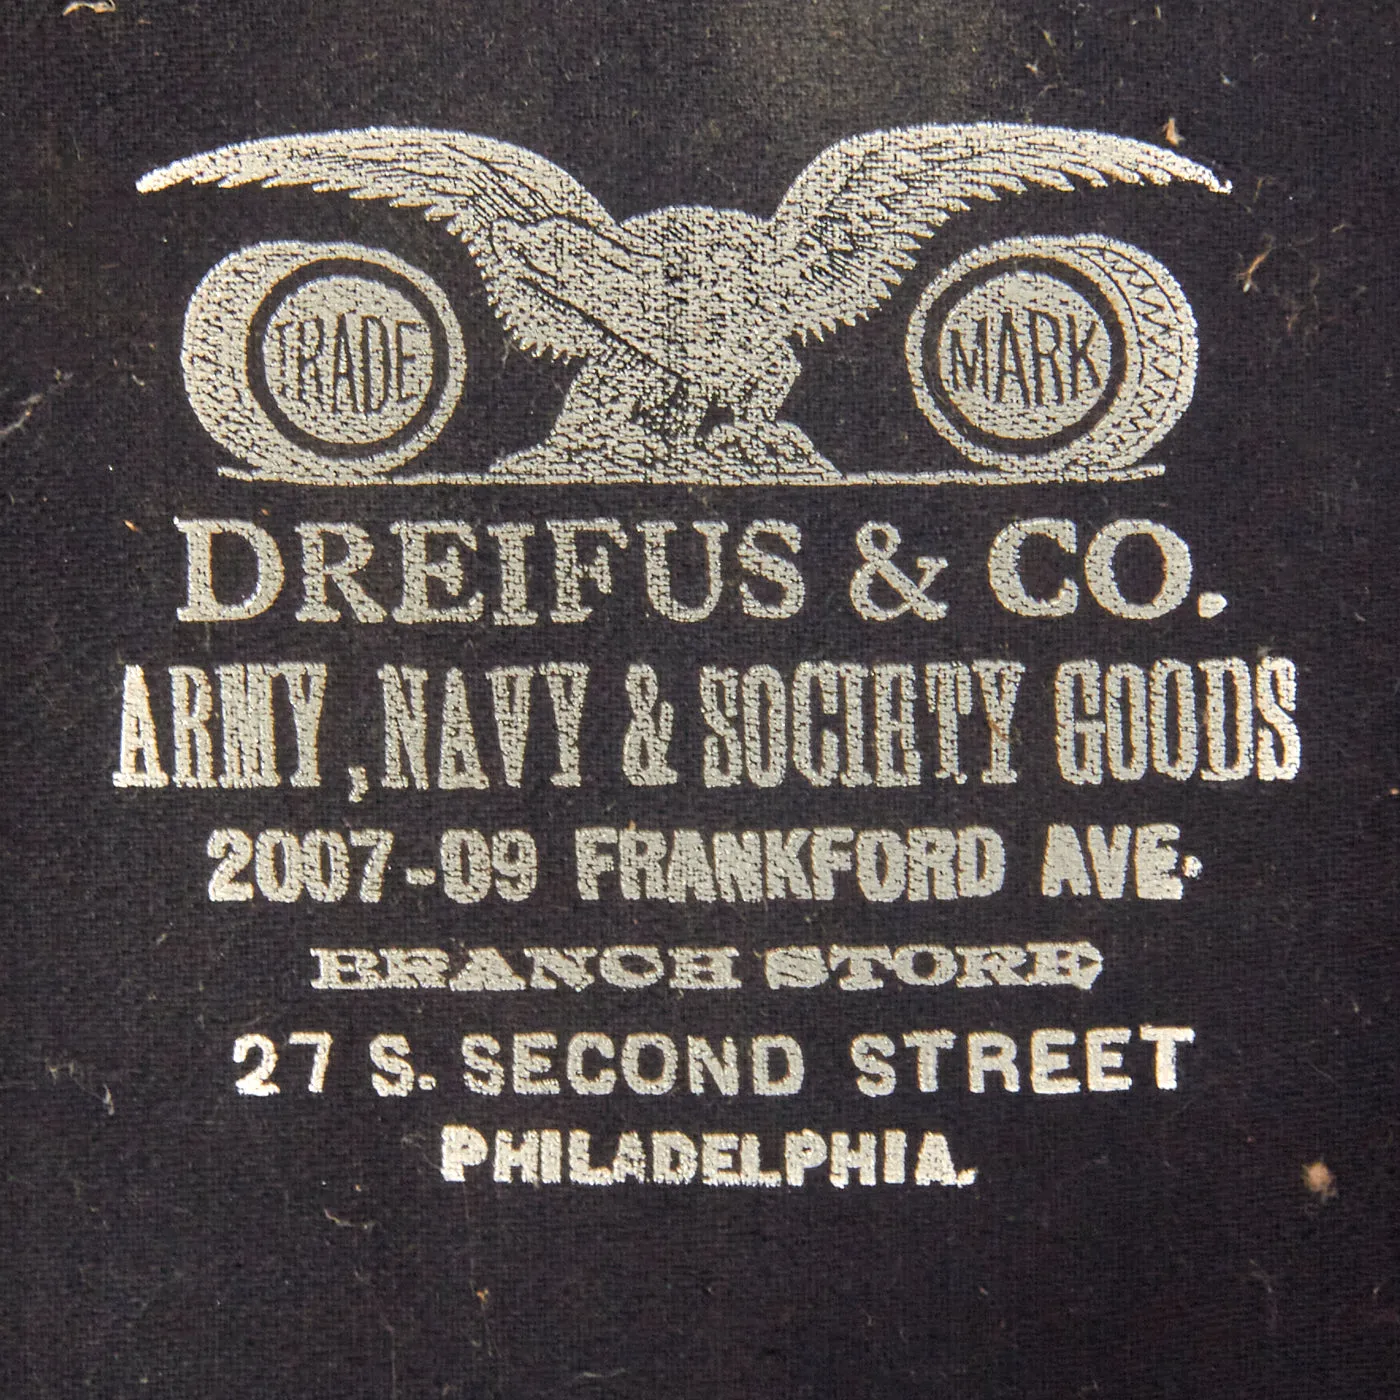 TRADE MARK
DREIFUS & CO.
ARMY, NAVY & SOCIETY GOODS
2007-09 FRANKFORD AVE.
BRANCH STORE
27 S. SECOND STREET
PHILADELPHIA.